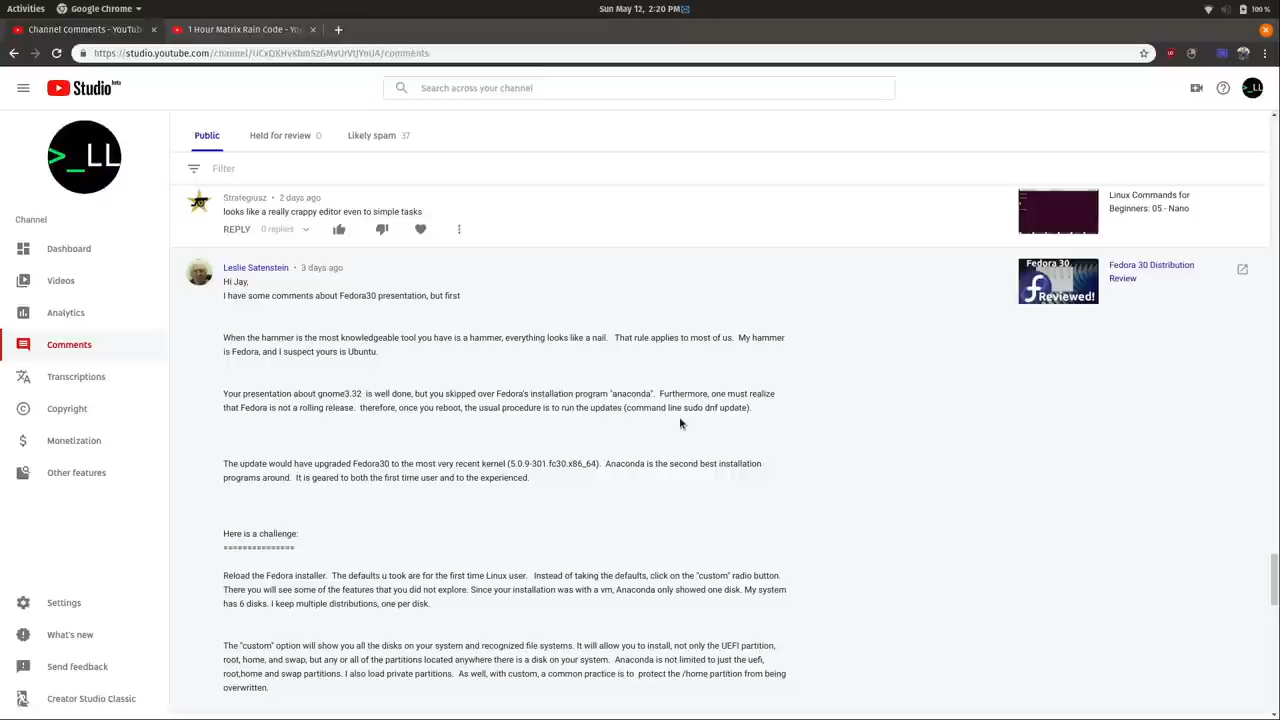 Activities Google Chrome Sun May 12, 2:20 PM 100 %
Channel Comments - YouTub 1 Hour Matrix Rain Code - Yo
Studio beta
Search across your channel
>_LL
>_LL
Public Held for review 0 Likely spam 37
Filter
Channel
Dashboard
Videos
Analytics
Comments
Transcriptions
Copyright
Monetization
Other features
Settings
What's new
Send feedback
Creator Studio Classic
Strategiusz • 2 days ago
looks like a really crappy editor even to simple tasks
REPLY 0 replies
Linux Commands for
Beginners: 05 - Nano
Leslie Satenstein • 3 days ago
Hi Jay,
I have some comments about Fedora30 presentation, but first
When the hammer is the most knowledgeable tool you have is a hammer, everything looks like a nail. That rule applies to most of us. My hammer
is Fedora, and I suspect yours is Ubuntu.
Your presentation about gnome3.32 is well done, but you skipped over Fedora's installation program "anaconda". Furthermore, one must realize
that Fedora is not a rolling release. therefore, once you reboot, the usual procedure is to run the updates (command line sudo dnf update).
The update would have upgraded Fedora30 to the most very recent kernel (5.0.9-301.fc30.x86_64). Anaconda is the second best installation
programs around. It is geared to both the first time user and to the experienced.
Here is a challenge:
===============
Reload the Fedora installer. The defaults u took are for the first time Linux user. Instead of taking the defaults, click on the "custom" radio button.
There you will see some of the features that you did not explore. Since your installation was with a vm, Anaconda only showed one disk. My system
has 6 disks. I keep multiple distributions, one per disk.
The "custom" option will show you all the disks on your system and recognized file systems. It will allow you to install, not only the UEFI partition,
root, home, and swap, but any or all of the partitions located anywhere there is a disk on your system. Anaconda is not limited to just the uefi,
root,home and swap partitions. I also load private partitions. As well, with custom, a common practice is to protect the /home partition from being
overwritten.
Fedora 30
Reviewed!
Fedora 30 Distribution
Review